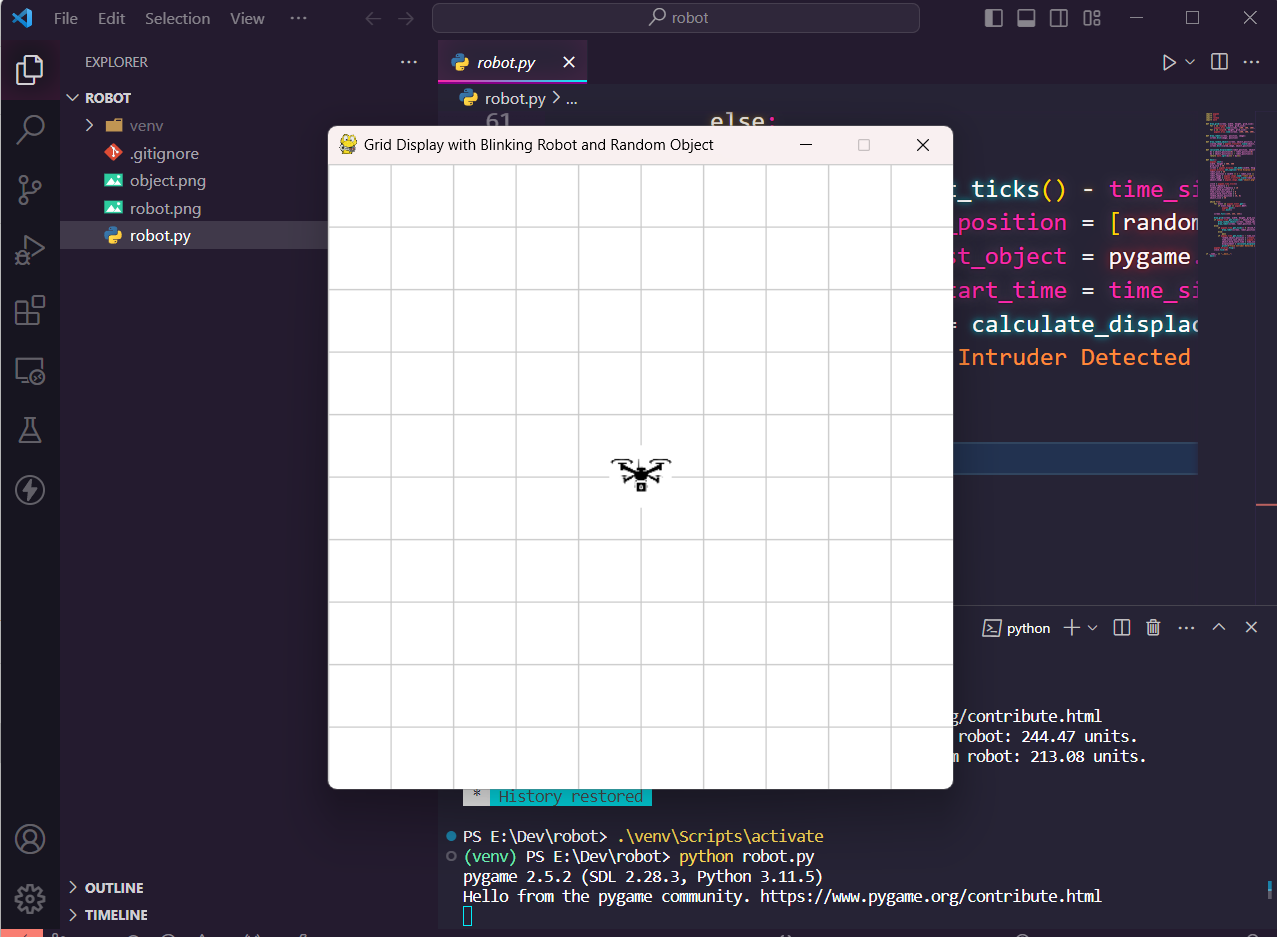 File Edit Selection View ··· robot
EXPLORER ···
robot.py
ROBOT
robot.py > ...
venv
61 else:
.gitignore
Grid Display with Blinking Robot and Random Object
object.png
t_ticks() -
robot.png
_position = [random
robot.py
t_object = pygame.
art_time =
= calculate_displac
Intruder Detected
python
g/contribute.html
robot: 244.47 units.
m robot: 213.08 units.
* History restored
PS E:\Dev\robot> .\venv\Scripts\activate
(venv) PS E:\Dev\robot> python robot.py
pygame 2.5.2 (SDL 2.28.3, Python 3.11.5)
Hello from the pygame community. https://www.pygame.org/contribute.html
OUTLINE
TIMELINE